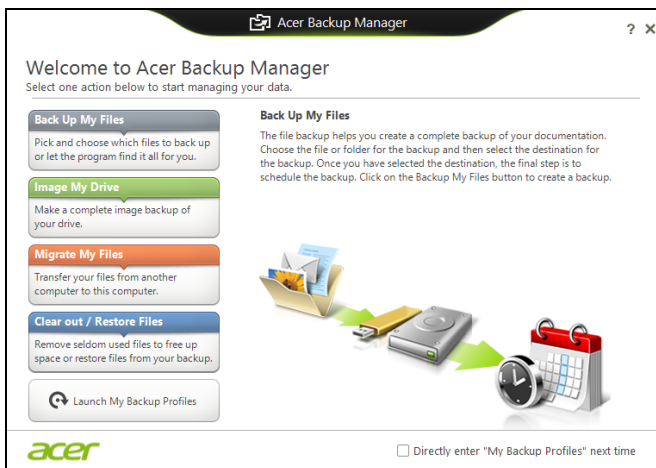 Acer Backup Manager
? X
Welcome to Acer Backup Manager
Select one action below to start managing your data.
Back Up My Files
Pick and choose which files to back up
or let the program find it all for you.
Image My Drive
Make a complete image backup of
your drive.
Migrate My Files
Transfer your files from another
computer to this computer.
Clear out / Restore Files
Remove seldom used files to free up
space or restore files from your backup.
Launch My Backup Profiles
Back Up My Files
The file backup helps you create a complete backup of your documentation.
Choose the file or folder for the backup and then select the destination for
the backup. Once you have selected the destination, the final step is to
schedule the backup. Click on the Backup My Files button to create a backup.
acer
Directly enter "My Backup Profiles" next time